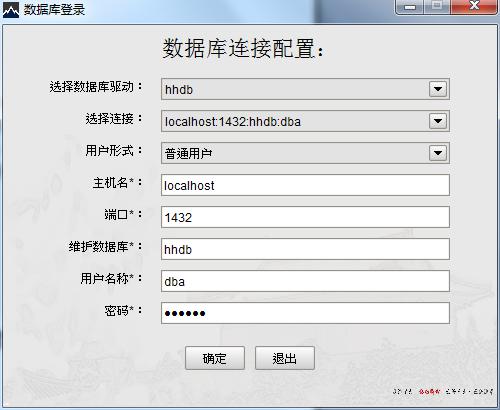 数据库登录
数据库连接配置：
选择数据库驱动： hhdb
选择连接： localhost:1432:hhdb:dba
用户形式： 普通用户
主机名*： localhost
端口*： 1432
维护数据库*： hhdb
用户名称*： dba
密码*： ••••••
确定 退出